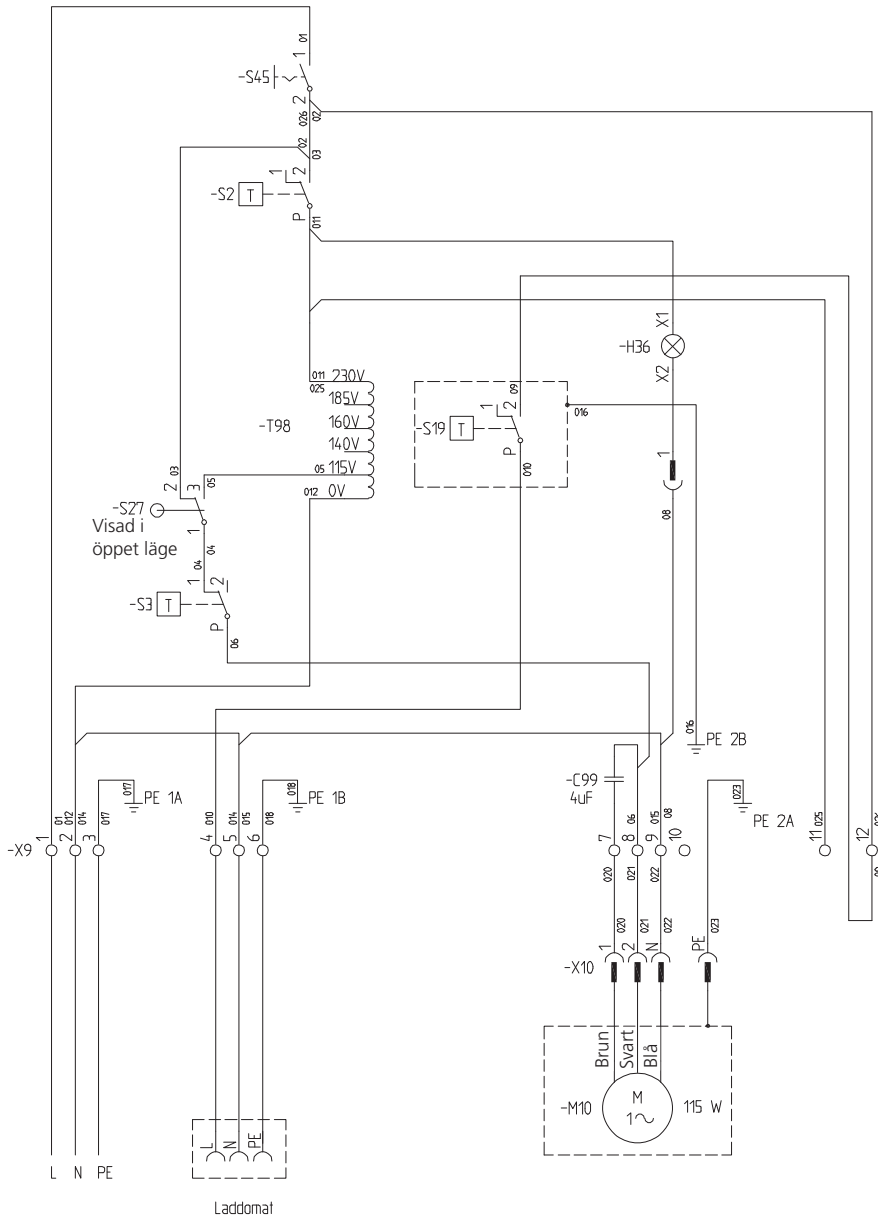 01
1
-S45
2
026
02
02
03
1
2
-S2 T
P
011
X1
-H36
X2
011 230V
025
185V
160V
-T98
140V
05 115V
012 0V
09
1
2
-S19 T
P
010
016
1
08
03
2
3
05
-S27
Visad i
öppet läge
1
04
04
1
2
-S3 T
P
06
016
PE 2B
017
PE 1A
018
PE 1B
-C99
4uF
023
PE 2A
-X9
1
01
2
012
014
3
017
4
010
5
014
015
6
018
7
8
06
9
015
08
10
11
025
12
020
021
022
020
021
022
023
-X10
1
2
N
PE
Brun
Svart
Blå
-M10
M
1
115 W
L
N
PE
L N PE
Laddomat